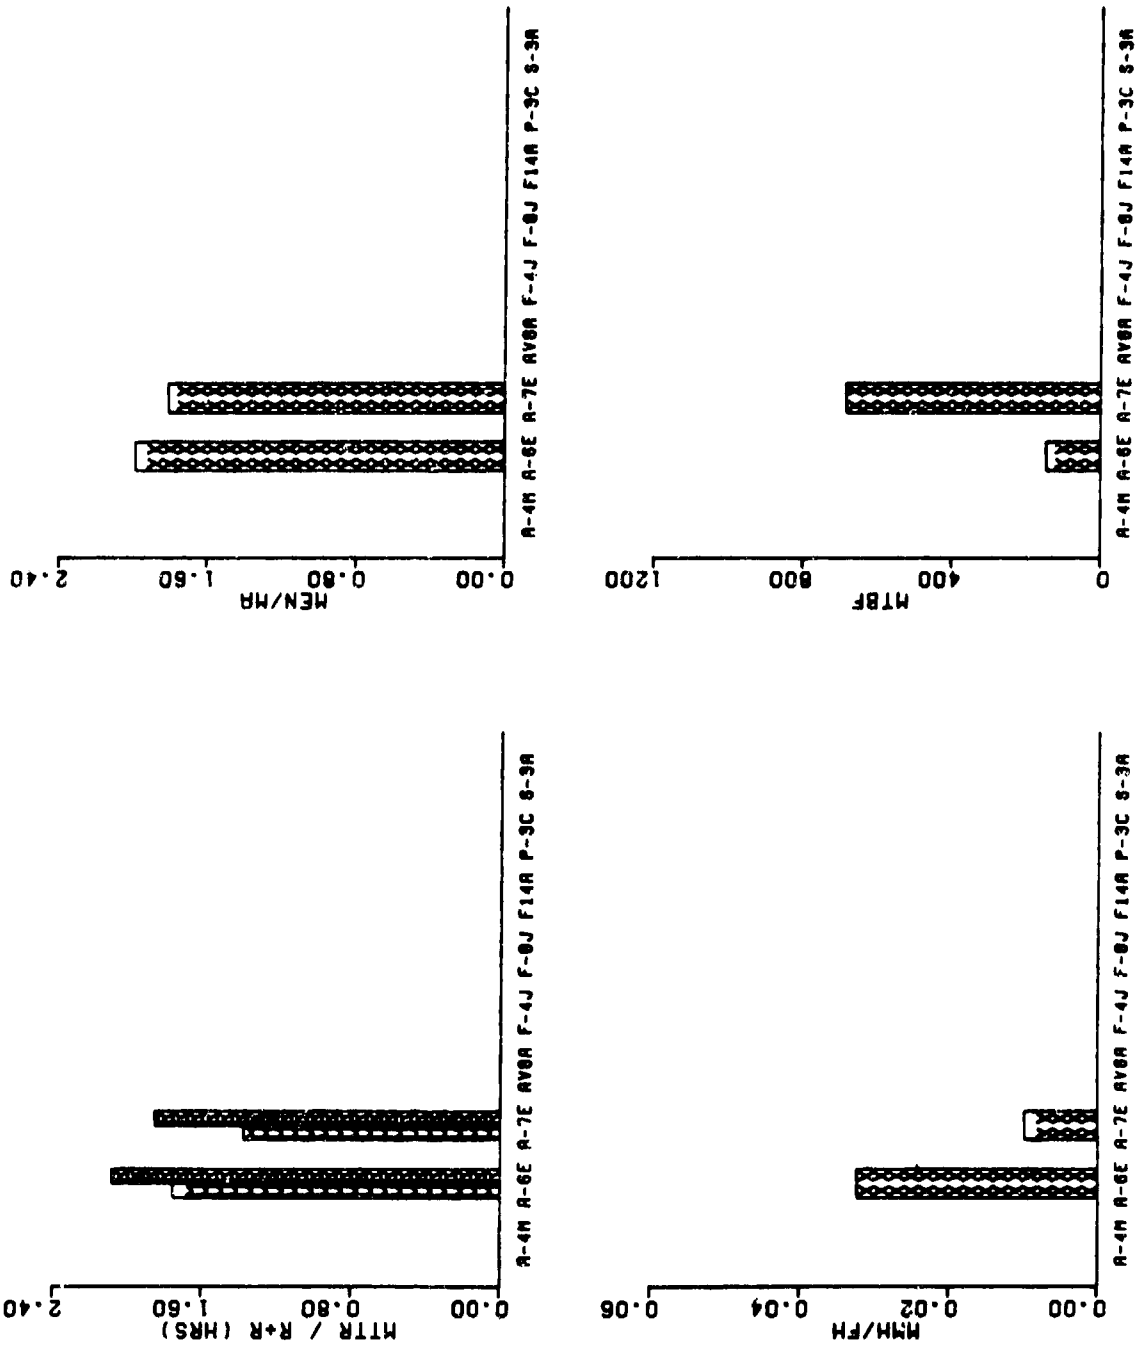 MTTR / R+R (HRS)
2.40
1.60
0.80
0.00
A-4M A-6E A-7E AV8A F-4J F-8J F14A P-3C S-3A
MEN/MA
2.40
1.60
0.80
0.00
A-4M A-6E A-7E AV8A F-4J F-8J F14A P-3C S-3A
MMH/FH
0.06
0.04
0.02
0.00
A-4M A-6E A-7E AV8A F-4J F-8J F14A P-3C S-3A
MTBF
1200
800
400
0
A-4M A-6E A-7E AV8A F-4J F-8J F14A P-3C S-3A